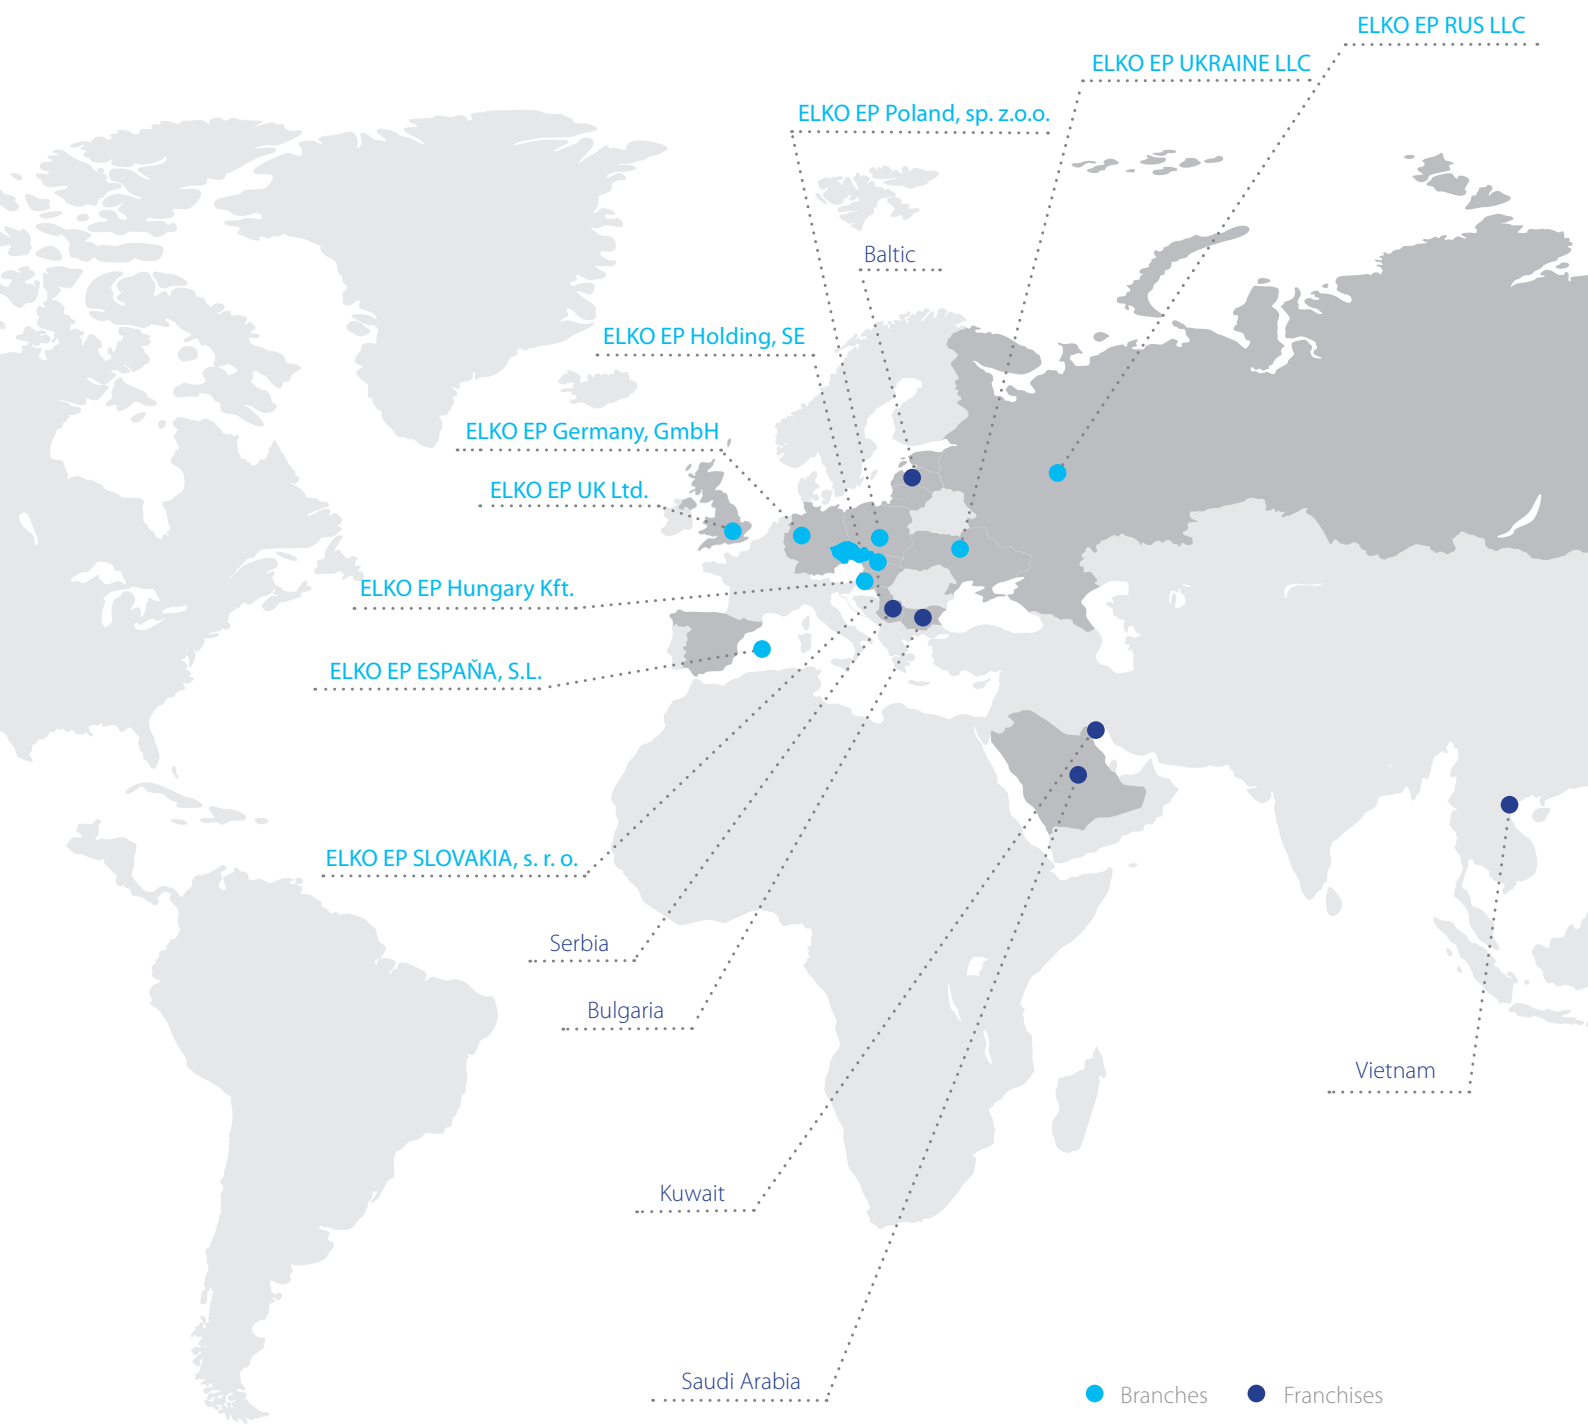 ELKO EP RUS LLC
ELKO EP UKRAINE LLC
ELKO EP Poland, sp. z.o.o.
Baltic
ELKO EP Holding, SE
ELKO EP Germany, GmbH
ELKO EP UK Ltd.
ELKO EP Hungary Kft.
ELKO EP ESPAŇA, S.L.
ELKO EP SLOVAKIA, s. r. o.
Serbia
Bulgaria
Vietnam
Kuwait
Saudi Arabia
Branches Franchises